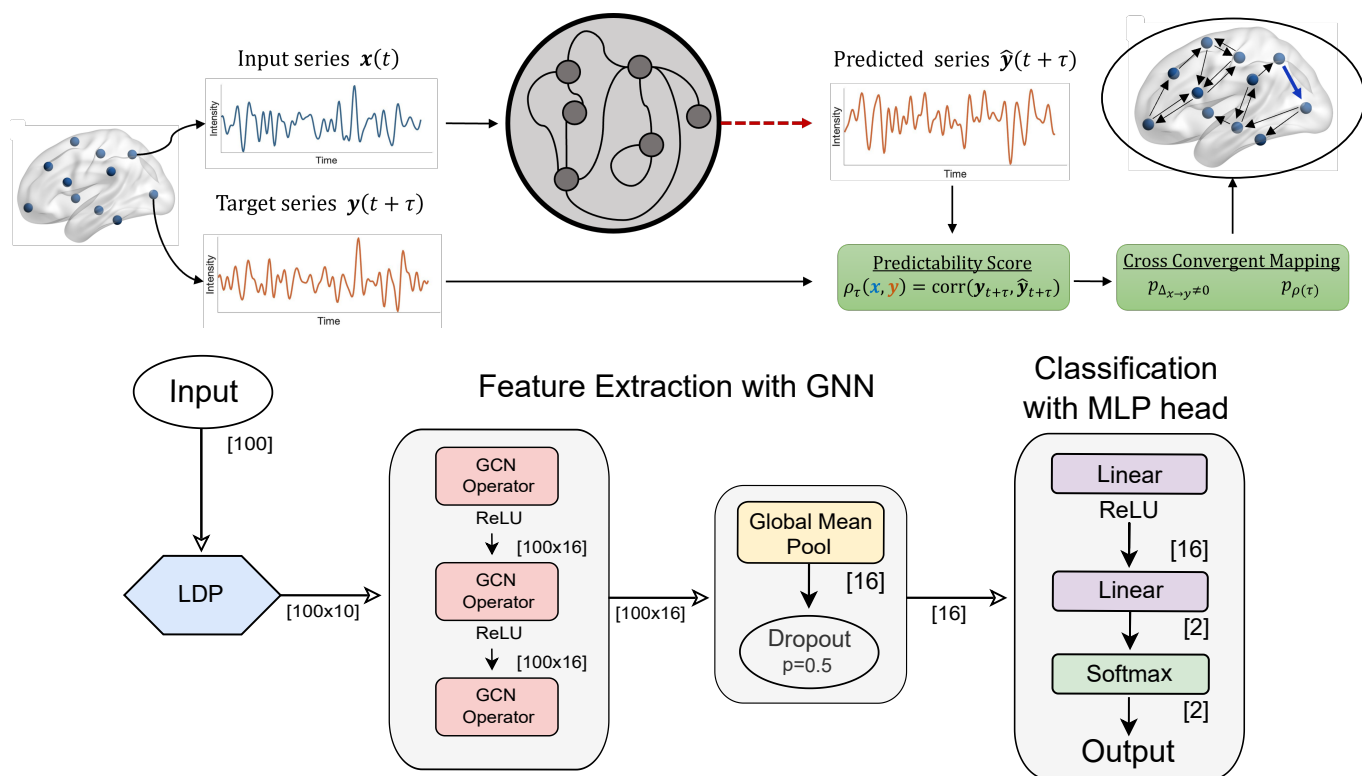 Input series 𝒙(t)
Intensity
Time
Target series 𝒚(t + τ)
Intensity
Time
Predicted series ŷ(t + τ)
Intensity
Time
Predictability Score
ρτ(𝒙, 𝒚) = corr(𝒚t+τ, ŷt+τ)
Cross Convergent Mapping
pΔx→y≠0 pρ(τ)
Input
[100]
LDP
[100x10]
Feature Extraction with GNN
GCN
Operator
ReLU
[100x16]
GCN
Operator
ReLU
[100x16]
GCN
Operator
[100x16]
Global Mean
Pool
[16]
Dropout
p=0.5
[16]
Classification
with MLP head
Linear
ReLU
[16]
Linear
[2]
Softmax
[2]
Output